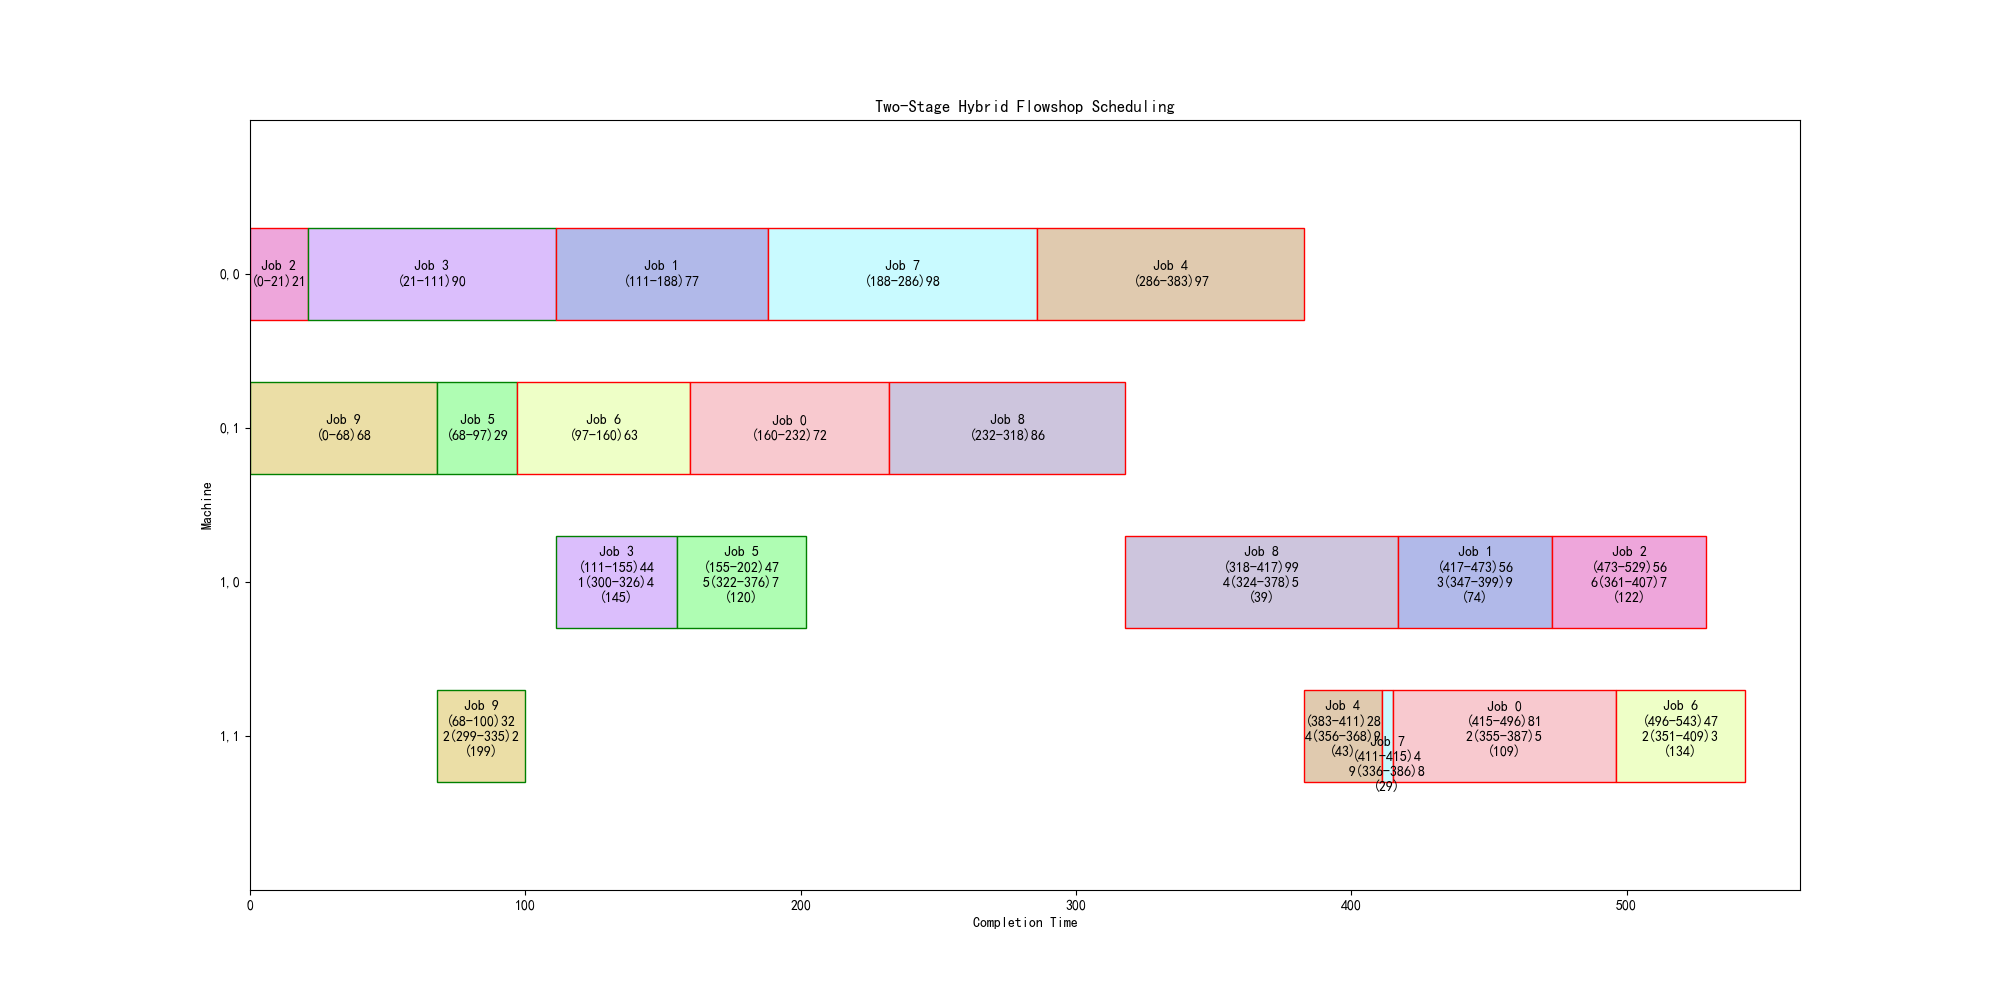 Two-Stage Hybrid Flowshop Scheduling
Machine
0,0
Job 2
(0-21)21
Job 3
(21-111)90
Job 1
(111-188)77
Job 7
(188-286)98
Job 4
(286-383)97
0,1
Job 9
(0-68)68
Job 5
(68-97)29
Job 6
(97-160)63
Job 0
(160-232)72
Job 8
(232-318)86
1,0
Job 3
(111-155)44
1(300-326)4
(145)
Job 5
(155-202)47
5(322-376)7
(120)
Job 8
(318-417)99
4(324-378)5
(39)
Job 1
(417-473)56
3(347-399)9
(74)
Job 2
(473-529)56
6(361-407)7
(122)
1,1
Job 9
(68-100)32
2(299-335)2
(199)
Job 4
(383-411)28
(43)
Job 7
(411-415)4
9(336-386)8
(29)
Job 0
(415-496)81
2(355-387)5
(109)
Job 6
(496-543)47
2(351-409)3
(134)
0
100
200
300
400
500
Completion Time